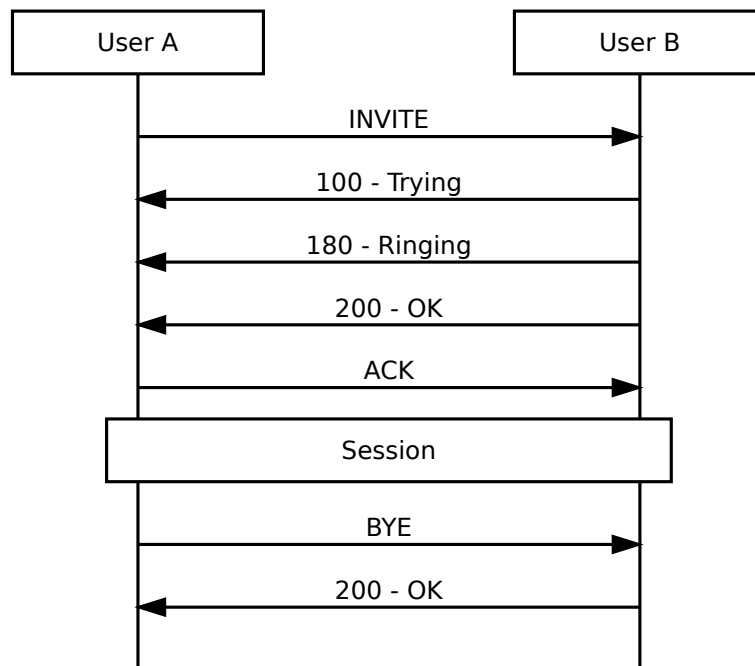 User A
User B
INVITE
100 - Trying
180 - Ringing
200 - OK
ACK
Session
BYE
200 - OK